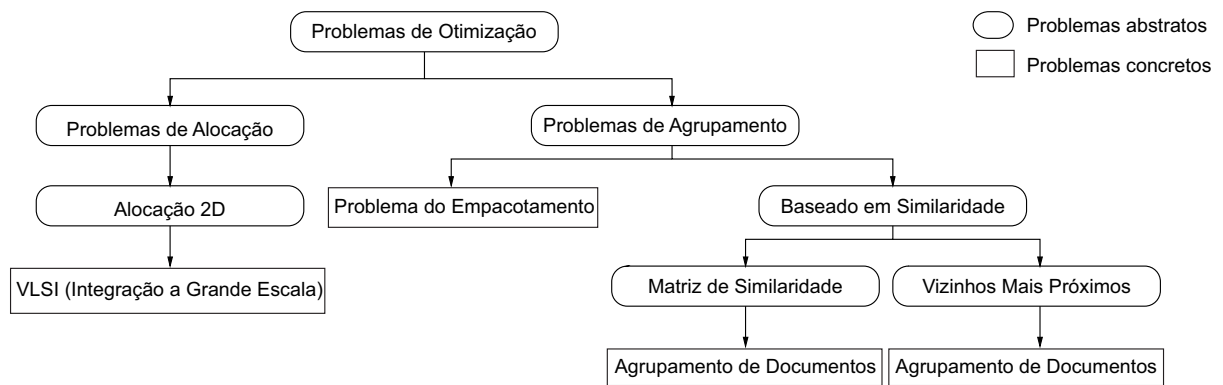 Problemas de Otimização
Problemas abstratos
Problemas concretos
Problemas de Alocação
Problemas de Agrupamento
Alocação 2D
Problema do Empacotamento
Baseado em Similaridade
VLSI (Integração a Grande Escala)
Matriz de Similaridade
Vizinhos Mais Próximos
Agrupamento de Documentos
Agrupamento de Documentos